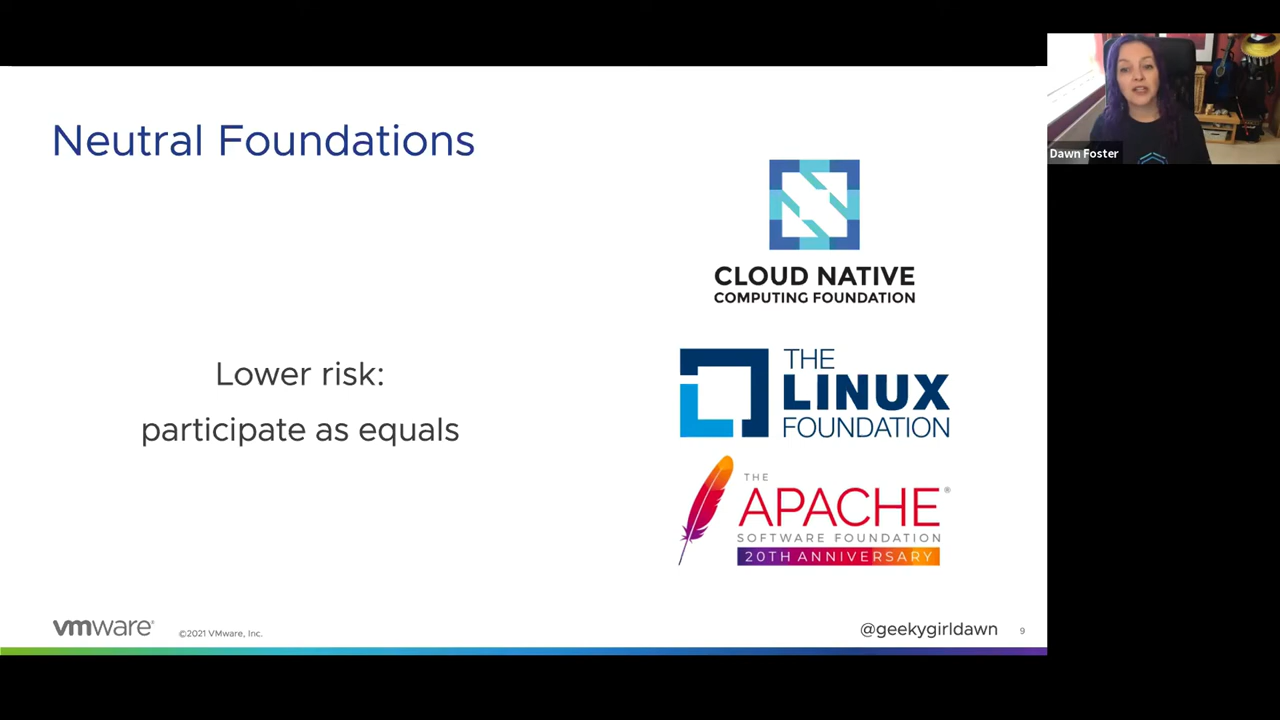 Neutral Foundations
Lower risk:
participate as equals
CLOUD NATIVE
COMPUTING FOUNDATION
THE
LINUX
FOUNDATION
THE
APACHE®
SOFTWARE FOUNDATION
20TH ANNIVERSARY
vmware®
©2021 VMware, Inc.
@geekygirldawn
9
Dawn Foster